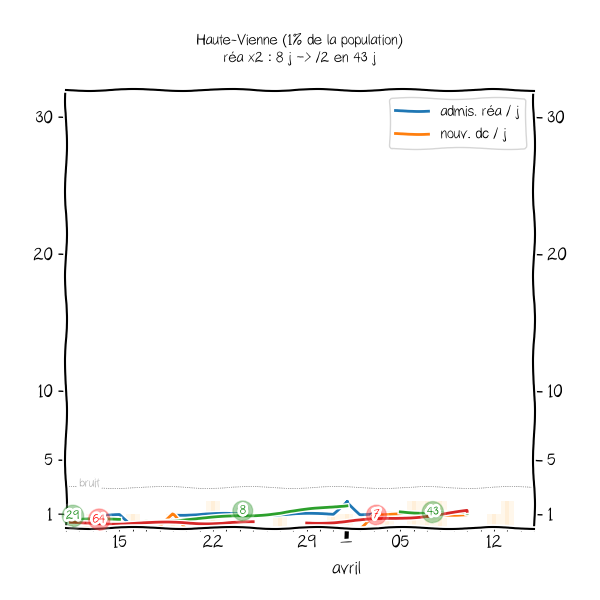 Haute-Vienne (1% de la population)
réa x2 : 8 j -> /2 en 43 j
admis. réa / j
nouv. dc / j
30 30
20 20
10 10
5 5
bruit
1 29 64 8 7 43 1
15 22 29 1 05 12
avril